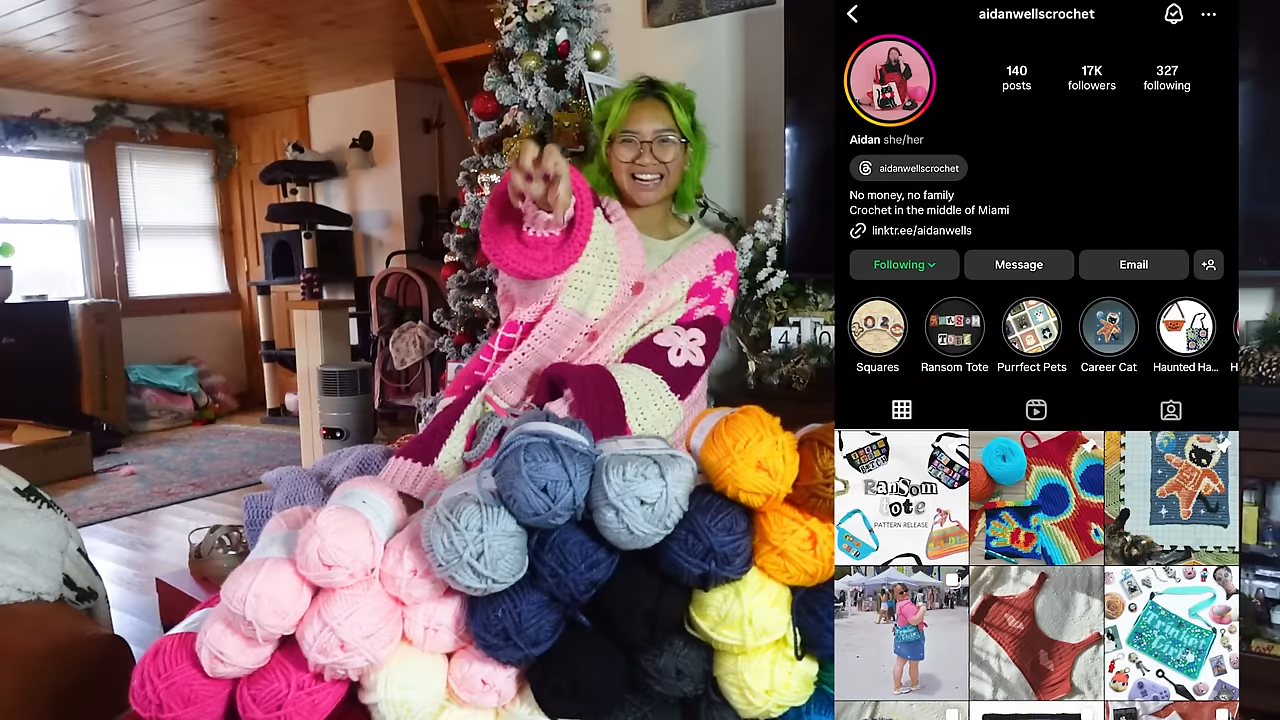 aidanwellscrochet
140
17K
327
posts
followers
following
Aidan she/her
aidanwellscrochet
No money, no family
Crochet in the middle of Miami
linktr.ee/aidanwells
Following
Message
Email
Squares
Ransom Tote
Purrfect Pets
Career Cat
Haunted Ha...
Ransom
Tote
PATTERN RELEASE